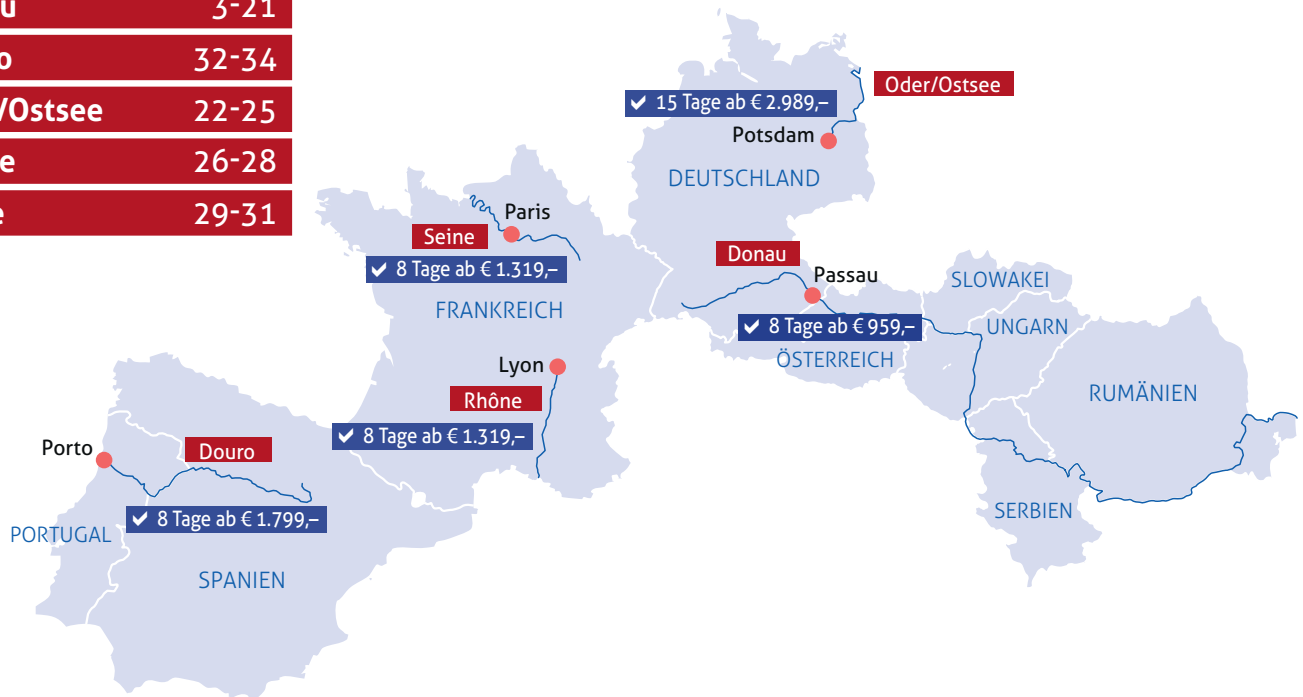 u 3-21
o 32-34
/Ostsee 22-25
e 26-28
e 29-31
Oder/Ostsee
✔ 15 Tage ab € 2.989,–
Potsdam
DEUTSCHLAND
Paris
Seine
✔ 8 Tage ab € 1.319,–
FRANKREICH
Donau
Passau
✔ 8 Tage ab € 959,–
ÖSTERREICH
SLOWAKEI
UNGARN
RUMÄNIEN
SERBIEN
Lyon
Rhône
✔ 8 Tage ab € 1.319,–
Porto
Douro
✔ 8 Tage ab € 1.799,–
PORTUGAL
SPANIEN